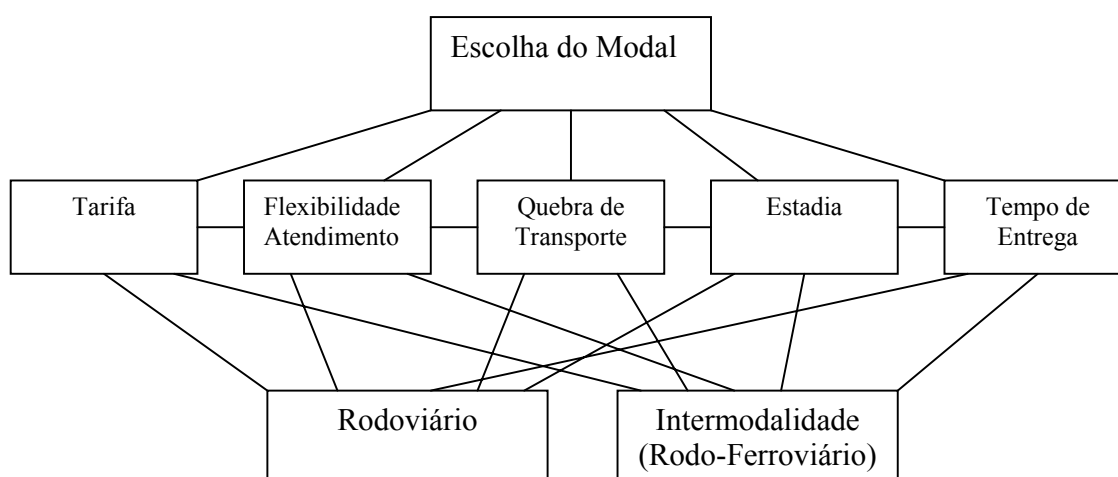 Escolha do Modal
Tarifa
Flexibilidade
Atendimento
Quebra de
Transporte
Estadia
Tempo de
Entrega
Rodoviário
Intermodalidade
(Rodo-Ferroviário)